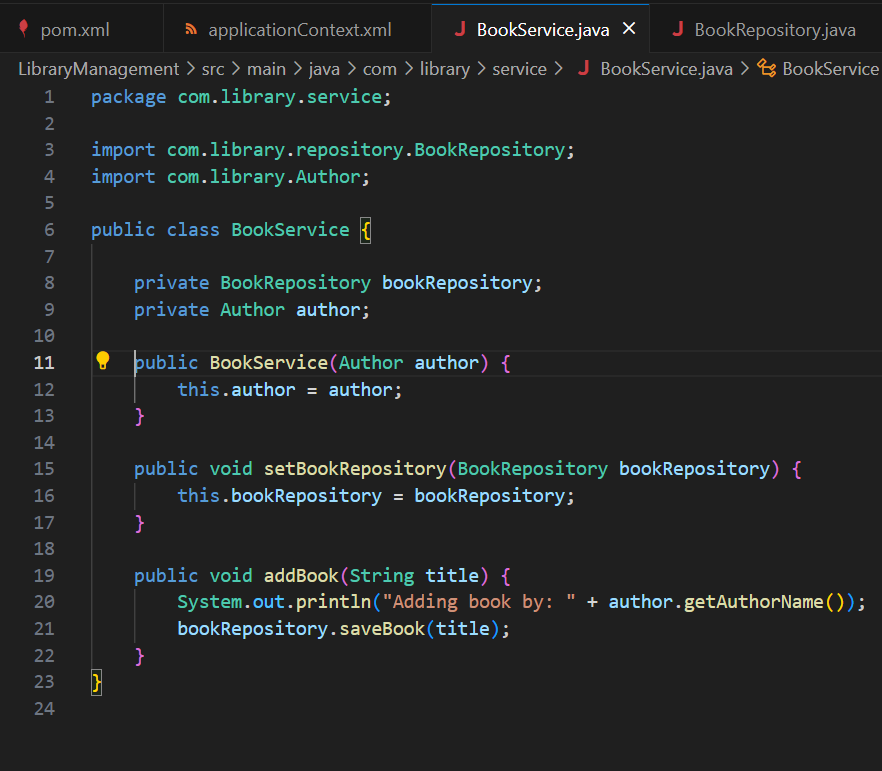 pom.xml applicationContext.xml BookService.java BookRepository.java
LibraryManagement > src > main > java > com > library > service > BookService.java > BookService
1 package com.library.service;
2
3 import com.library.repository.BookRepository;
4 import com.library.Author;
5
6 public class BookService {
7
8 private BookRepository bookRepository;
9 private Author author;
10
11 public BookService(Author author) {
12 this.author = author;
13 }
14
15 public void setBookRepository(BookRepository bookRepository) {
16 this.bookRepository = bookRepository;
17 }
18
19 public void addBook(String title) {
20 System.out.println("Adding book by: " + author.getAuthorName());
21 bookRepository.saveBook(title);
22 }
23 }
24